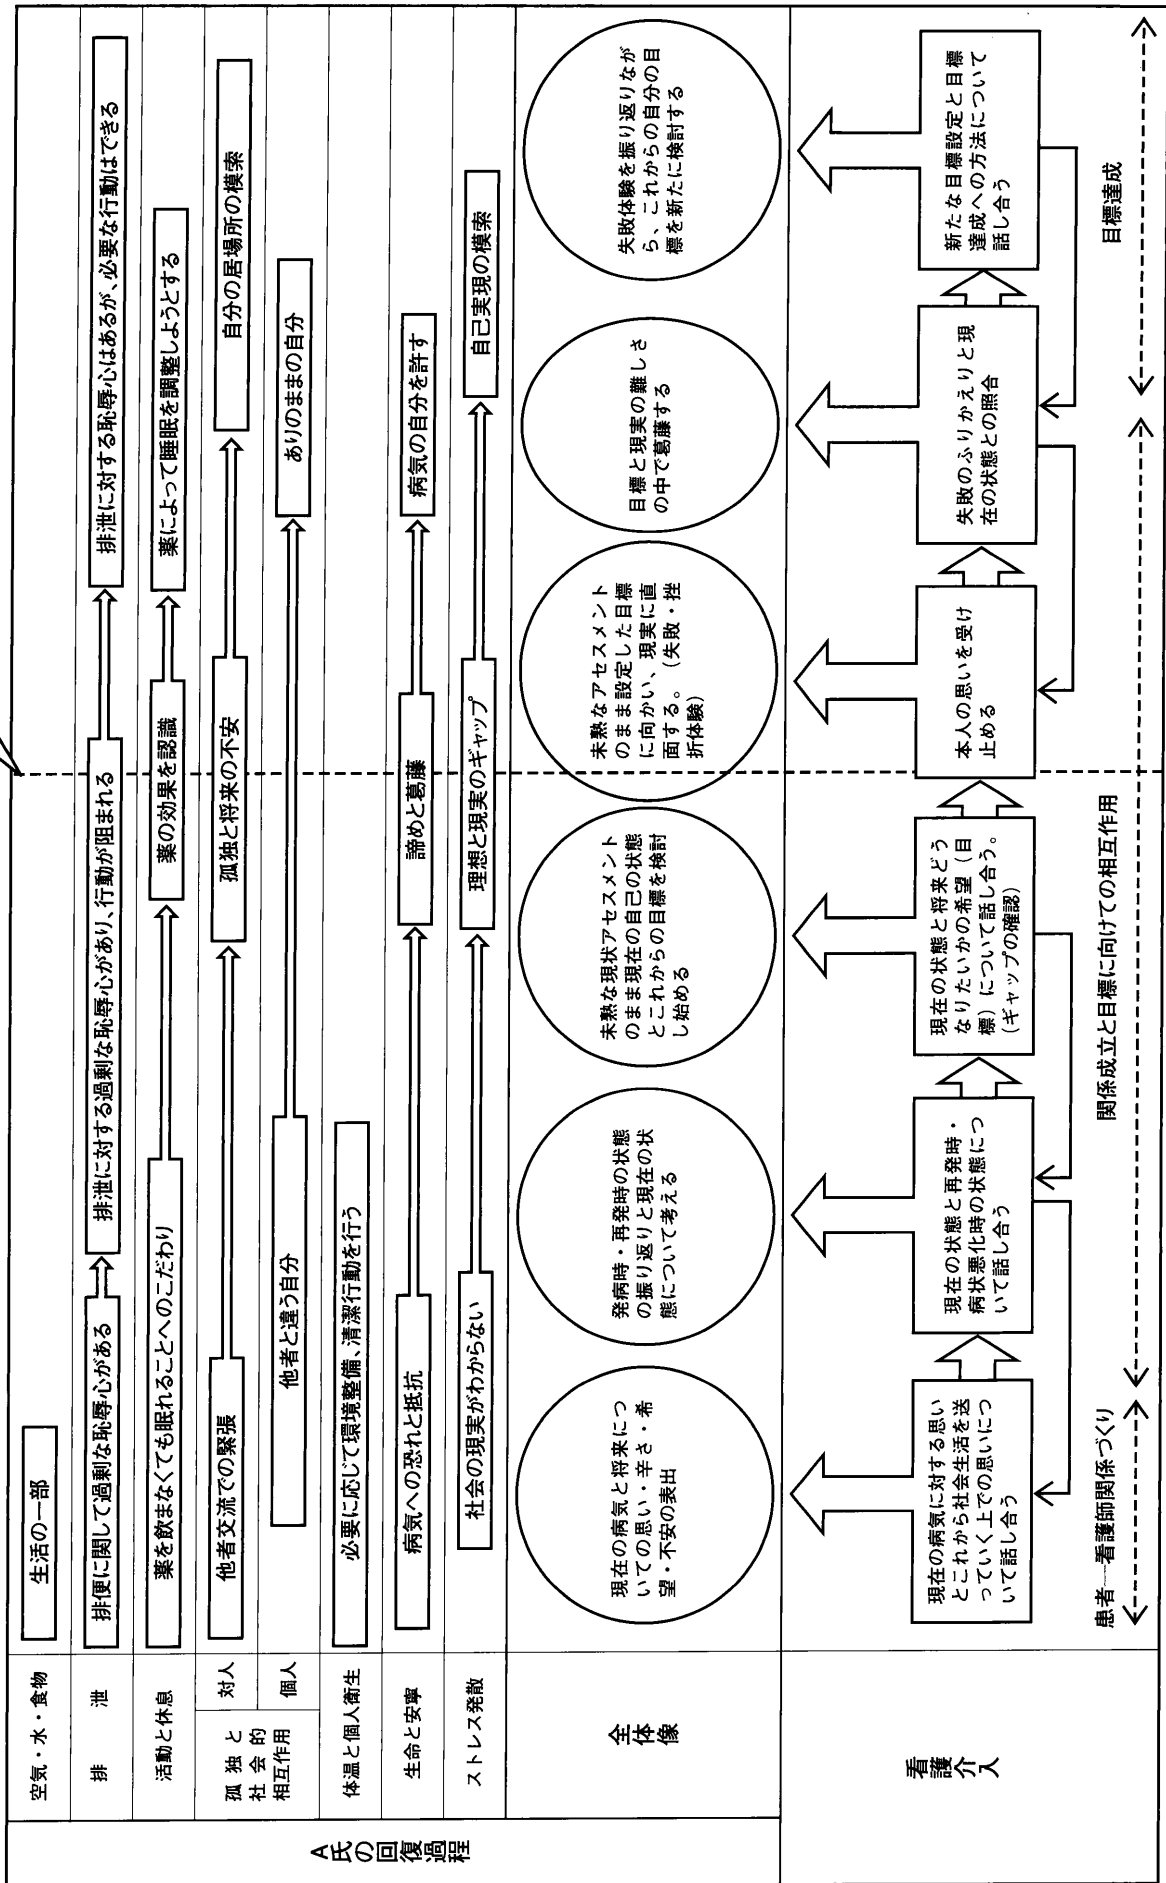 A氏の回復過程
空気・水・食物
生活の一部
排　泄
排便に関して過剰な恥辱心がある
排泄に対する過剰な恥辱心があり、行動が阻まれる
排泄に対する恥辱心はあるが、必要な行動はできる
活動と休息
薬を飲まなくても眠れることへのこだわり
薬の効果を認識
薬によって睡眠を調整しようとする
孤独と
社会的
相互作用
対人
他者交流での緊張
孤独と将来の不安
自分の居場所の模索
個人
他者と違う自分
ありのままの自分
体温と個人衛生
必要に応じて環境整備、清潔行動を行う
生命と安寧
病気への恐れと抵抗
諦めと葛藤
病気の自分を許す
ストレス発散
社会の現実がわからない
理想と現実のギャップ
自己実現の模索
全体像
現在の病気と将来につ
いての思い・辛さ・希
望・不安の表出
発病時・再発時の状態
の振り返りと現在の状
態について考える
未熟な現状アセスメント
のまま現在の自己の状態
とこれからの目標を検討
し始める
未熟なアセスメント
のまま設定した目標
に向かい、現実に直
面する。（失敗・挫
折体験）
目標と現実の難しさ
の中で葛藤する
失敗体験を振り返りなが
ら、これからの自分の目
標を新たに検討する
看護介入
現在の病気に対する思い
とこれから社会生活を送
っていく上での思いにつ
いて話し合う
現在の状態と再発時・
病状悪化時の状態につ
いて話し合う
現在の状態と将来どう
なりたいかの希望（目
標）について話し合う。
（ギャップの確認）
本人の思いを受け
止める
失敗のふりかえりと現
在の状態との照合
新たな目標設定と目標
達成への方法について
話し合う
患者―看護師関係づくり
関係成立と目標に向けての相互作用
目標達成